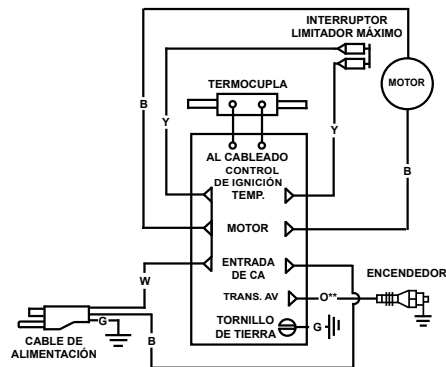 INTERRUPTOR
LIMITADOR MÁXIMO
TERMOCUPLA
MOTOR
B
Y
Y
B
AL CABLEADO
CONTROL
DE IGNICIÓN
TEMP.
MOTOR
ENTRADA
DE CA
W
TRANS. AV
O**
ENCENDEDOR
TORNILLO
DE TIERRA
G
G
B
CABLE DE
ALIMENTACIÓN